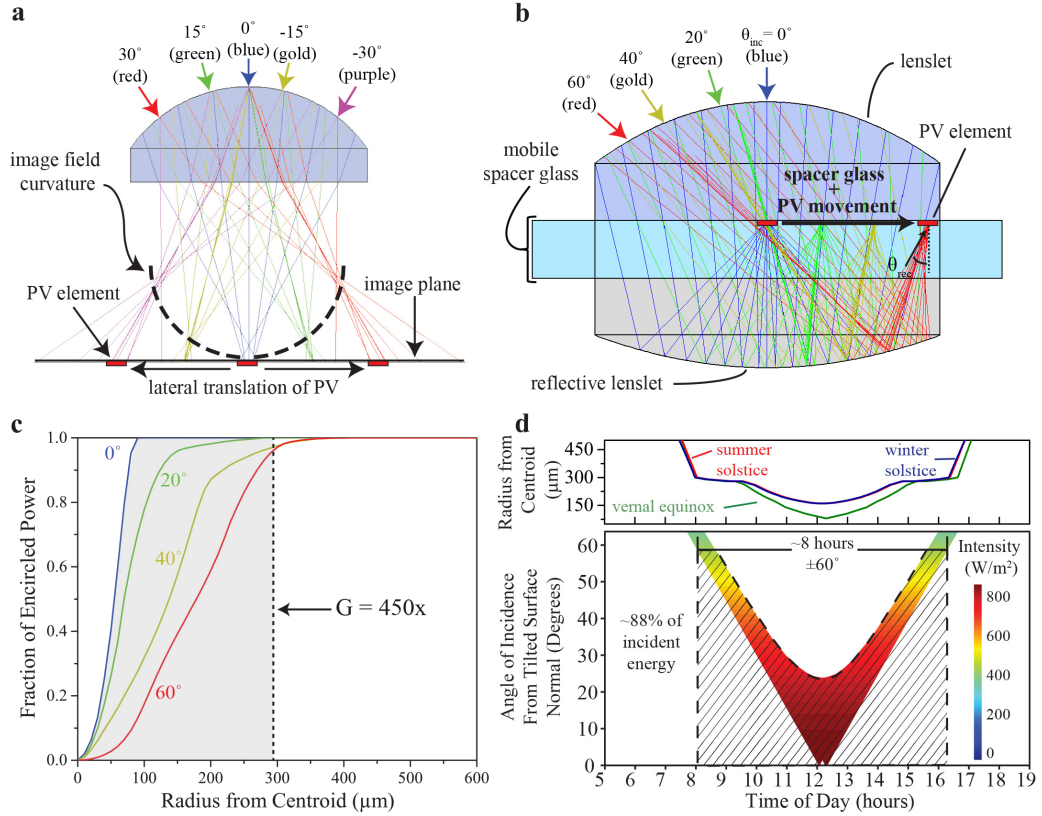 a
0°
(blue)
15°
(green)
-15°
(gold)
30°
(red)
-30°
(purple)
image field
curvature
PV element
image plane
lateral translation of PV
b
θinc = 0°
(blue)
20°
(green)
40°
(gold)
60°
(red)
lenslet
PV element
mobile
spacer glass
spacer glass
+
PV movement
θrec
reflective lenslet
c
Fraction of Encircled Power
1.0
0.8
0.6
0.4
0.2
0.0
0°
20°
40°
60°
G = 450x
0
100
200
300
400
500
600
Radius from Centroid (µm)
d
Radius from
Centroid
(µm)
450
300
150
summer
solstice
winter
solstice
vernal equinox
Angle of Incidence
From Tilted Surface
Normal (Degrees)
60
50
40
30
20
10
0
~8 hours
±60°
~88% of
incident
energy
Intensity
(W/m²)
800
600
400
200
0
5 6 7 8 9 10 11 12 13 14 15 16 17 18 19
Time of Day (hours)